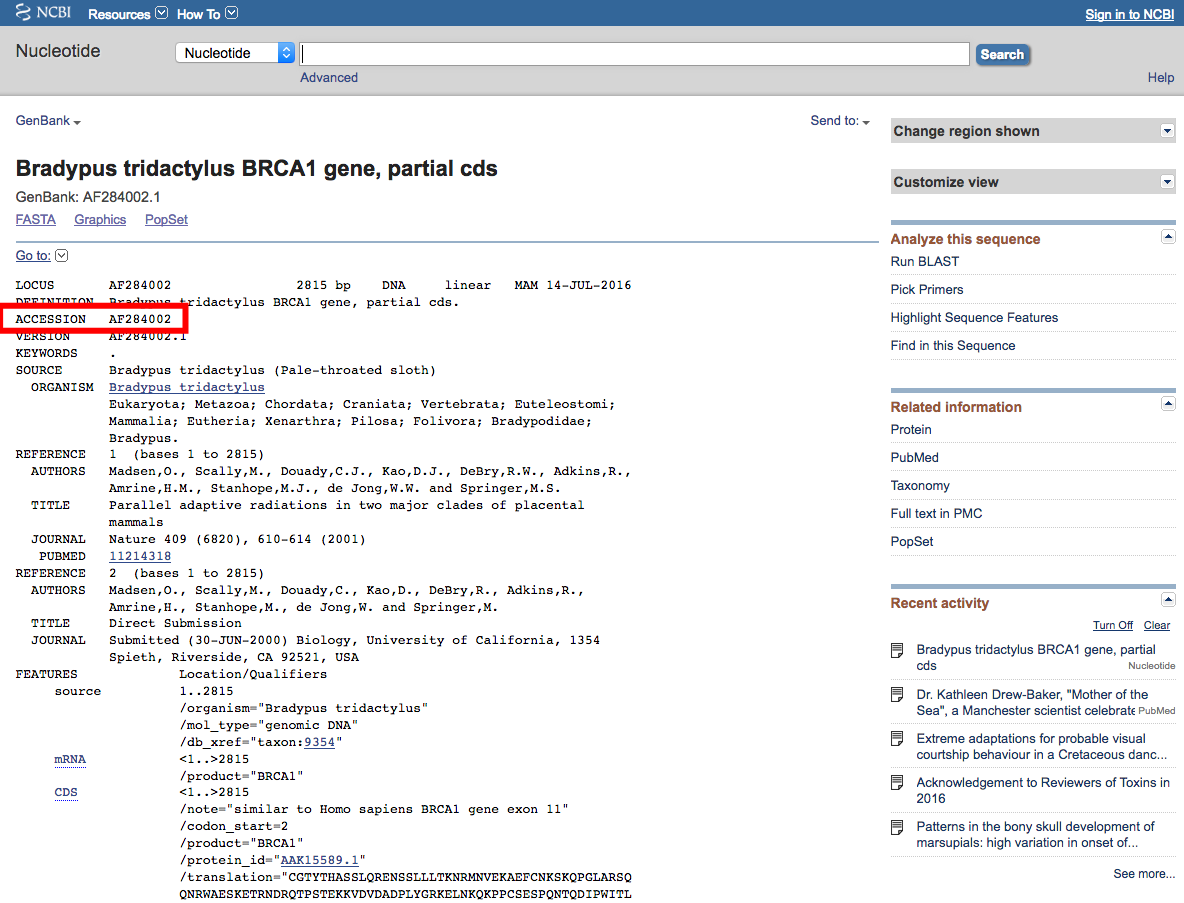 NCBI Resources How To Sign in to NCBI
Nucleotide Nucleotide Search
Advanced Help
GenBank Send to:
Bradypus tridactylus BRCA1 gene, partial cds
GenBank: AF284002.1
FASTA Graphics PopSet
Go to:
LOCUS AF284002 2815 bp DNA linear MAM 14-JUL-2016
DEFINITION Bradypus tridactylus BRCA1 gene, partial cds.
ACCESSION AF284002
VERSION AF284002.1
KEYWORDS .
SOURCE Bradypus tridactylus (Pale-throated sloth)
ORGANISM Bradypus tridactylus
Eukaryota; Metazoa; Chordata; Craniata; Vertebrata; Euteleostomi;
Mammalia; Eutheria; Xenarthra; Pilosa; Folivora; Bradypodidae;
Bradypus.
REFERENCE 1 (bases 1 to 2815)
AUTHORS Madsen,O., Scally,M., Douady,C.J., Kao,D.J., DeBry,R.W., Adkins,R.,
Amrine,H.M., Stanhope,M.J., de Jong,W.W. and Springer,M.S.
TITLE Parallel adaptive radiations in two major clades of placental
mammals
JOURNAL Nature 409 (6820), 610-614 (2001)
PUBMED 11214318
REFERENCE 2 (bases 1 to 2815)
AUTHORS Madsen,O., Scally,M., Douady,C., Kao,D., DeBry,R., Adkins,R.,
Amrine,H., Stanhope,M., de Jong,W. and Springer,M.
TITLE Direct Submission
JOURNAL Submitted (30-JUN-2000) Biology, University of California, 1354
Spieth, Riverside, CA 92521, USA
FEATURES Location/Qualifiers
source 1..2815
/organism="Bradypus tridactylus"
/mol_type="genomic DNA"
/db_xref="taxon:9354"
mRNA <1..>2815
/product="BRCA1"
CDS <1..>2815
/note="similar to Homo sapiens BRCA1 gene exon 11"
/codon_start=2
/product="BRCA1"
/protein_id="AAK15589.1"
/translation="CGTYTHASSLQRENSSLLLTKNRMNVEKAEFCNKSKQPGLARSQ
QNRWAESKETRNDRQTPSTEKKVDVDADPLYGRKELNKQKPPCSESPQNTQDIPWITL
Change region shown
Customize view
Analyze this sequence
Run BLAST
Pick Primers
Highlight Sequence Features
Find in this Sequence
Related information
Protein
PubMed
Taxonomy
Full text in PMC
PopSet
Recent activity
Turn Off Clear
Bradypus tridactylus BRCA1 gene, partial
cds Nucleotide
Dr. Kathleen Drew-Baker, "Mother of the
Sea", a Manchester scientist celebrate PubMed
Extreme adaptations for probable visual
courtship behaviour in a Cretaceous danc...
Acknowledgement to Reviewers of Toxins in
2016
Patterns in the bony skull development of
marsupials: high variation in onset of...
See more...